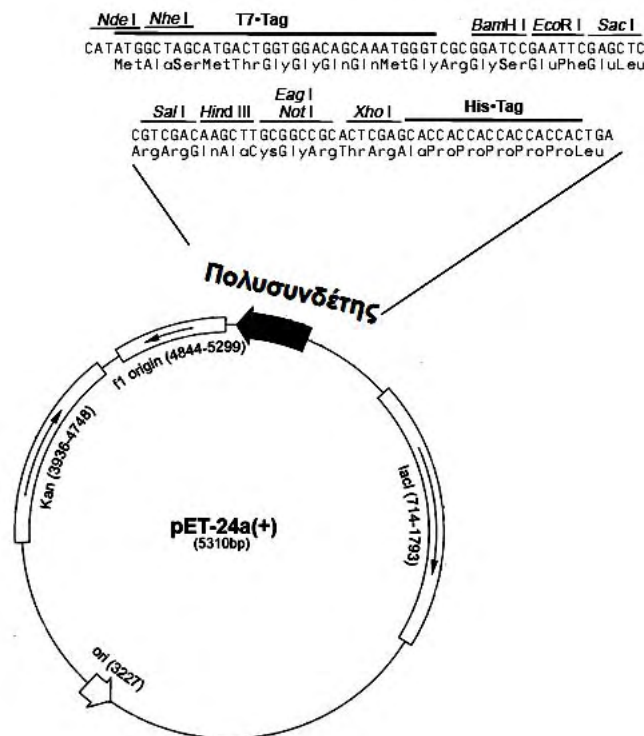 T7•Tag
Nde I Nhe I BamH I EcoR I Sac I
CATATGGCTAGCATGACTGGTGGACAGCAAATGGGTCGCGGATCCGAATTCGAGCTC
MetAlaSerMetThrGlyGlyGlnGlnMetGlyArgGlySerGluPheGluLeu
Eag I
Sal I Hind III Not I Xho I His•Tag
CGTCGACAAGCTTGCGGCCGCACTCGAGCACCACCACCACCACCACTGA
ArgArgGlnAlaCysGlyArgThrArgAlaProProProProProLeu
Πολυσυνδέτης
f1 origin (4844-5299)
Kan (3936-4748)
lacI (714-1793)
pET-24a(+)
(5310bp)
ori (3227)